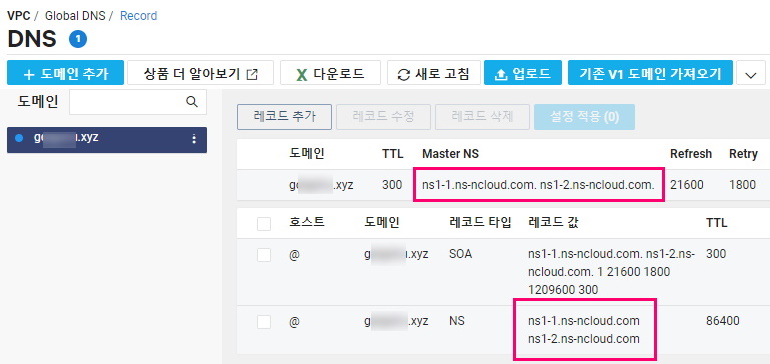 VPC / Global DNS / Record
DNS 1
+ 도메인 추가 상품 더 알아보기 X 다운로드 새로 고침 업로드 기존 V1 도메인 가져오기
도메인
레코드 추가 레코드 수정 레코드 삭제 설정 적용 (0)
.xyz
도메인 TTL Master NS Refresh Retry
.xyz 300 ns1-1.ns-ncloud.com. ns1-2.ns-ncloud.com. 21600 1800
호스트 도메인 레코드 타입 레코드 값 TTL
@ .xyz SOA ns1-1.ns-ncloud.com. ns1-2.ns- 300
ncloud.com. 1 21600 1800
1209600 300
@ .xyz NS ns1-1.ns-ncloud.com 86400
ns1-2.ns-ncloud.com